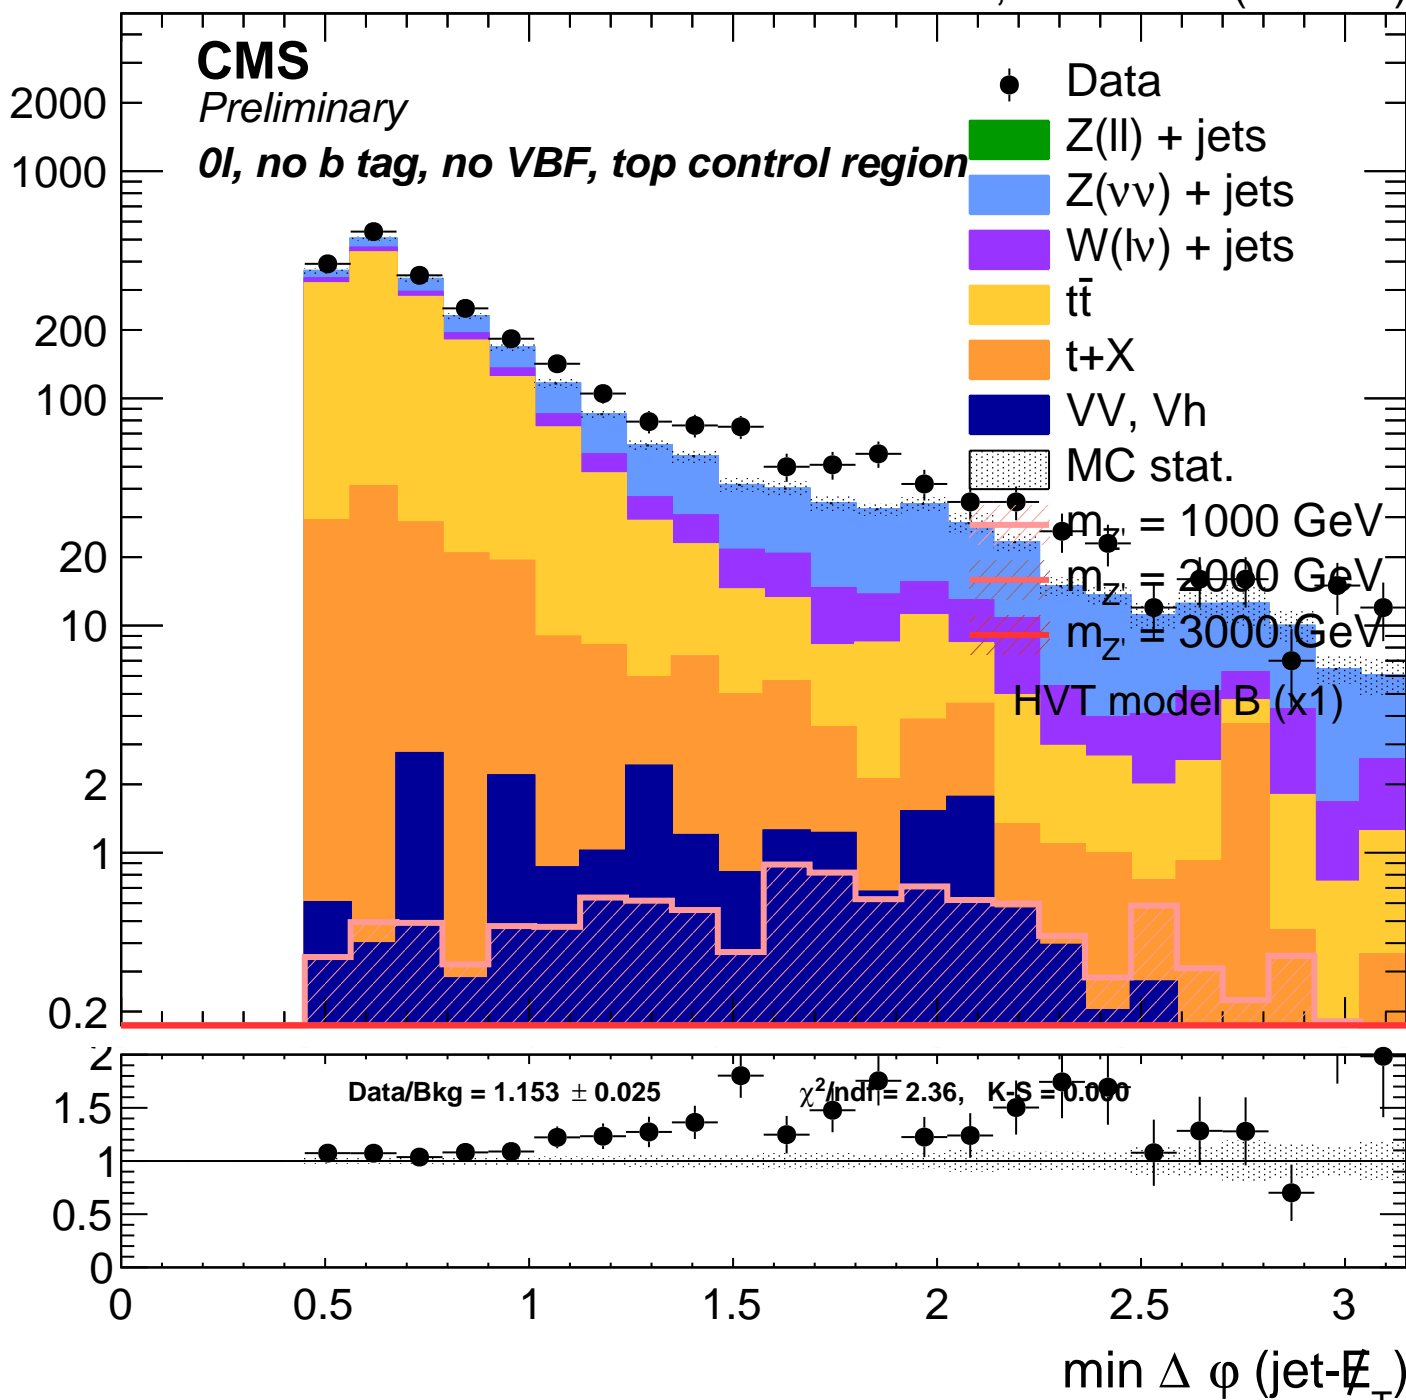 CMS
Preliminary
0l, no b tag, no VBF, top control region
Data
Z(ll) + jets
Z(νν) + jets
W(lν) + jets
tt̄
t+X
VV, Vh
MC stat.
m_Z' = 1000 GeV
m_Z' = 2000 GeV
m_Z' = 3000 GeV
HVT model B (x1)
2000
1000
200
100
20
10
2
1
0.2
Data/Bkg = 1.153 ± 0.025
χ²/ndf = 2.36, K-S = 0.000
2
1.5
1
0.5
0
0 0.5 1 1.5 2 2.5 3
min Δ φ (jet-E̸_T)